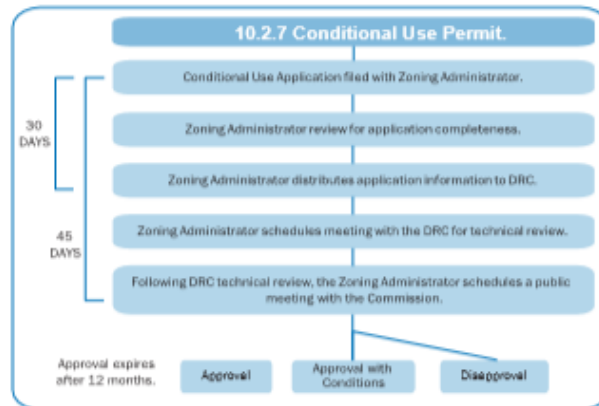 10.2.7 Conditional Use Permit.
Conditional Use Application filed with Zoning Administrator.
30
DAYS
Zoning Administrator review for application completeness.
Zoning Administrator distributes application information to DRC.
45
DAYS
Zoning Administrator schedules meeting with the DRC for technical review.
Following DRC technical review, the Zoning Administrator schedules a public
meeting with the Commission.
Approval expires
after 12 months.
Approval
Approval with
Conditions
Disapproval